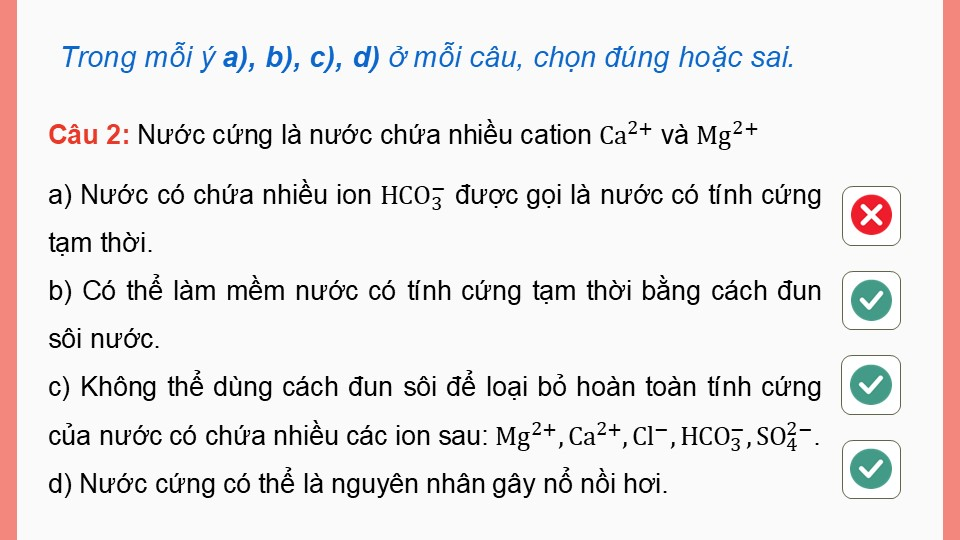 Trong mỗi ý a), b), c), d) ở mỗi câu, chọn đúng hoặc sai.
Câu 2: Nước cứng là nước chứa nhiều cation Ca²⁺ và Mg²⁺
a) Nước có chứa nhiều ion HCO₃⁻ được gọi là nước có tính cứng
tạm thời.
b) Có thể làm mềm nước có tính cứng tạm thời bằng cách đun
sôi nước.
c) Không thể dùng cách đun sôi để loại bỏ hoàn toàn tính cứng
của nước có chứa nhiều các ion sau: Mg²⁺, Ca²⁺, Cl⁻, HCO₃⁻, SO₄²⁻.
d) Nước cứng có thể là nguyên nhân gây nổ nồi hơi.